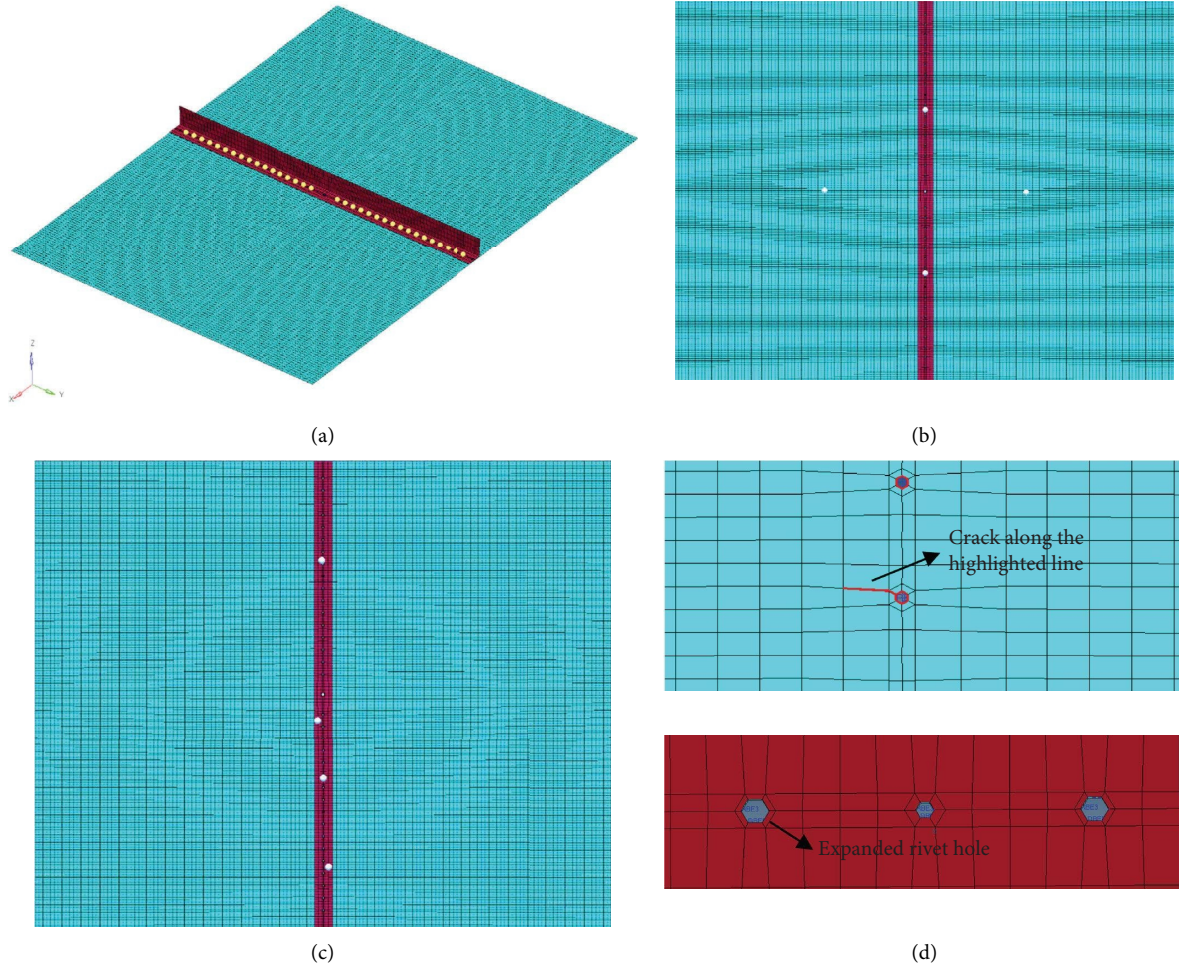 Z
X
Y
(a)
(b)
Crack along the
highlighted line
Expanded rivet hole
(c)
(d)